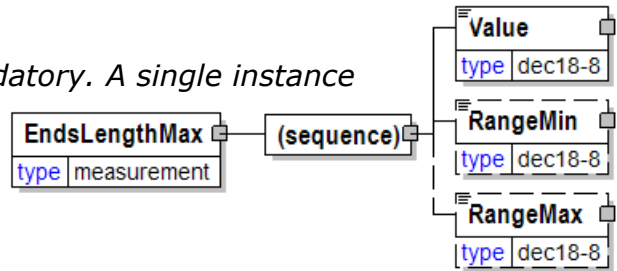 Value
type dec18-8
datory. A single instance
EndsLengthMax
type measurement
(sequence)
RangeMin
type dec18-8
RangeMax
type dec18-8